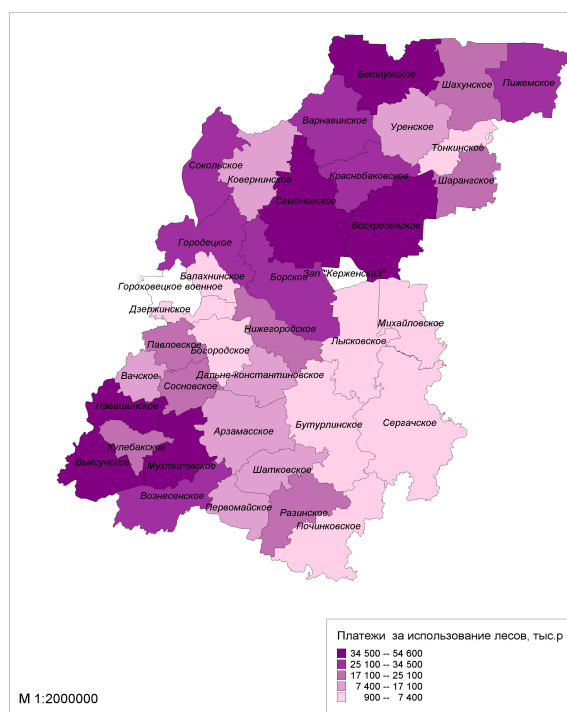 Ветлужское
Шахунское
Пижемское
Варнавинское
Уренское
Тонкинское
Сокольское
Ковернинское
Краснобаковское
Шарангское
Семёновское
Воскресенское
Городецкое
Балахнинское
Борское
Зап "Керженский"
Гороховецкое военное
Дзержинское
Михайловское
Нижегородское
Лысковское
Павловское
Богородское
Вачское
Дальне-константиновское
Сосновское
Навашинское
Бутурлинское
Сергачское
Арзамасское
Кулебакское
Выксунское
Мухтоловское
Шатковское
Вознесенское
Первомайское
Разинское
Починковское
Платежи за использование лесов, тыс.р
34 500 -- 54 600
25 100 -- 34 500
17 100 -- 25 100
7 400 -- 17 100
900 -- 7 400
М 1:2000000